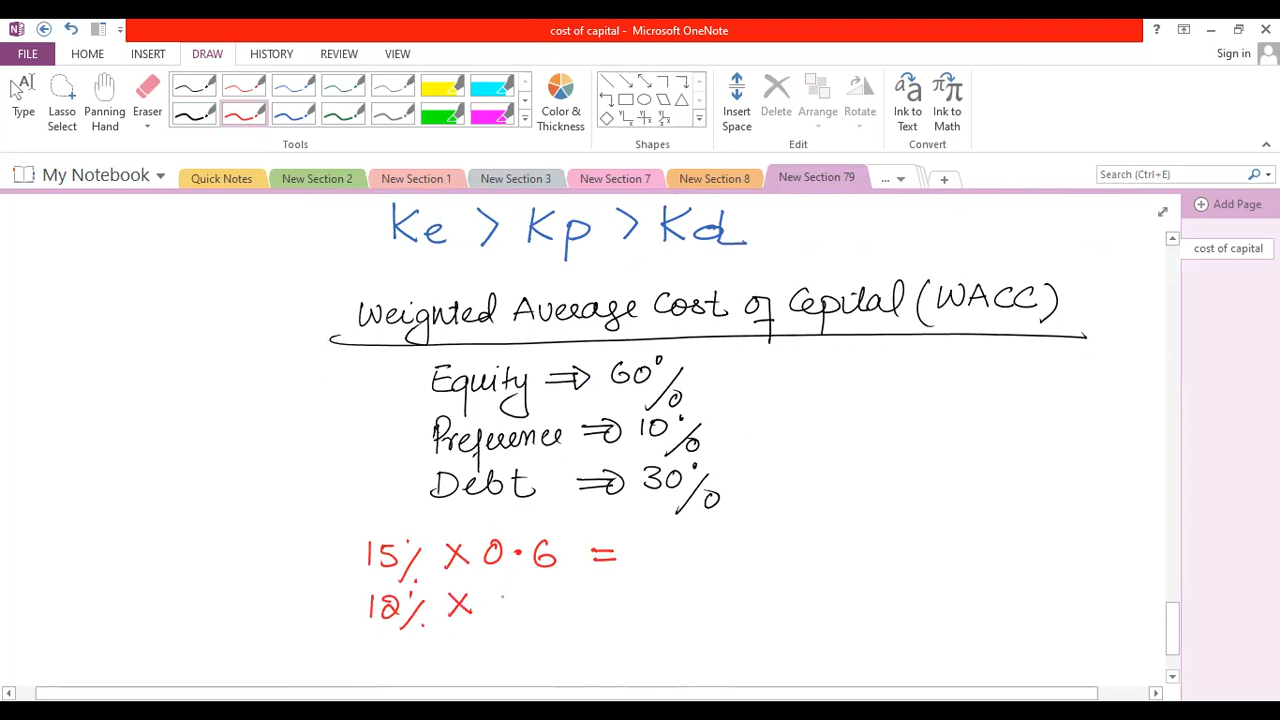 cost of capital - Microsoft OneNote
?
FILE HOME INSERT DRAW HISTORY REVIEW VIEW
Sign in
Type
Lasso Select
Panning Hand
Eraser
Color & Thickness
Insert Space
Delete
Arrange
Rotate
Ink to Text
Ink to Math
Tools Shapes Edit Convert
My Notebook Quick Notes New Section 2 New Section 1 New Section 3 New Section 7 New Section 8 New Section 79 ... + Search (Ctrl+E)
Add Page
cost of capital
Ke > Kp > Kd
Weighted Average Cost of Capital (WACC)
Equity ⇒ 60%
Preference ⇒ 10%
Debt ⇒ 30%
15% X 0.6 =
12% X